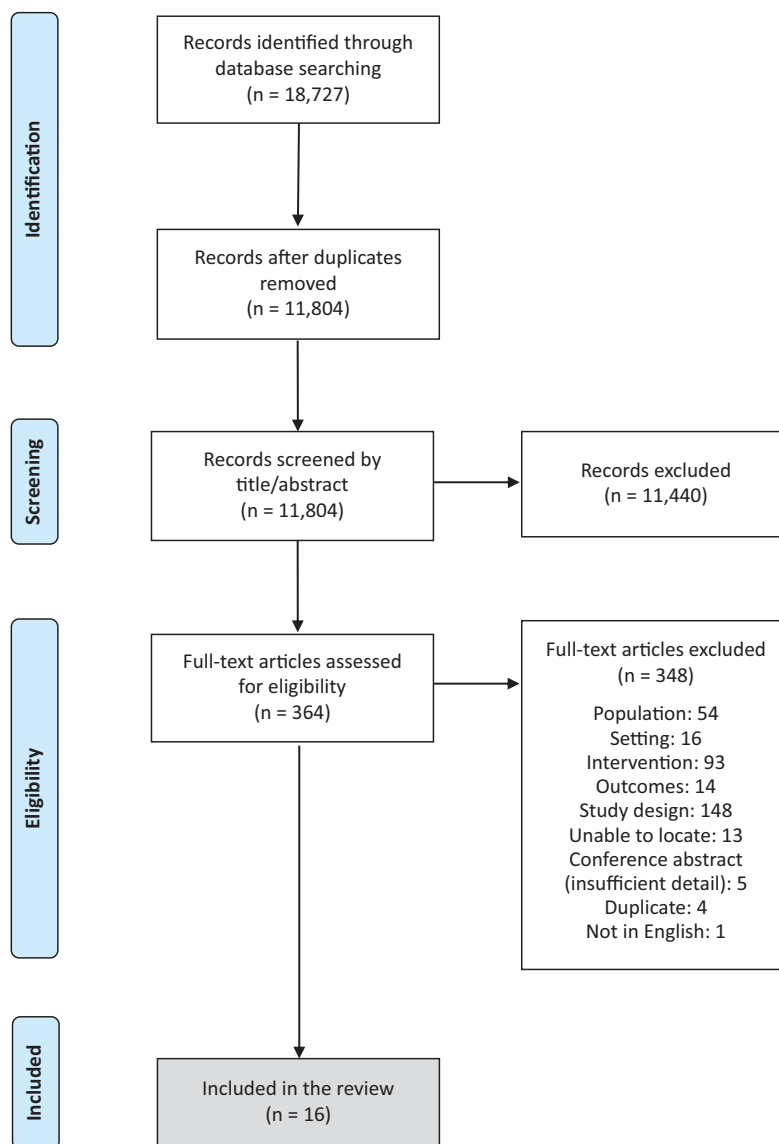 Identification
Records identified through
database searching
(n = 18,727)
Records after duplicates
removed
(n = 11,804)
Screening
Records screened by
title/abstract
(n = 11,804)
Records excluded
(n = 11,440)
Eligibility
Full-text articles assessed
for eligibility
(n = 364)
Full-text articles excluded
(n = 348)
Population: 54
Setting: 16
Intervention: 93
Outcomes: 14
Study design: 148
Unable to locate: 13
Conference abstract
(insufficient detail): 5
Duplicate: 4
Not in English: 1
Included
Included in the review
(n = 16)